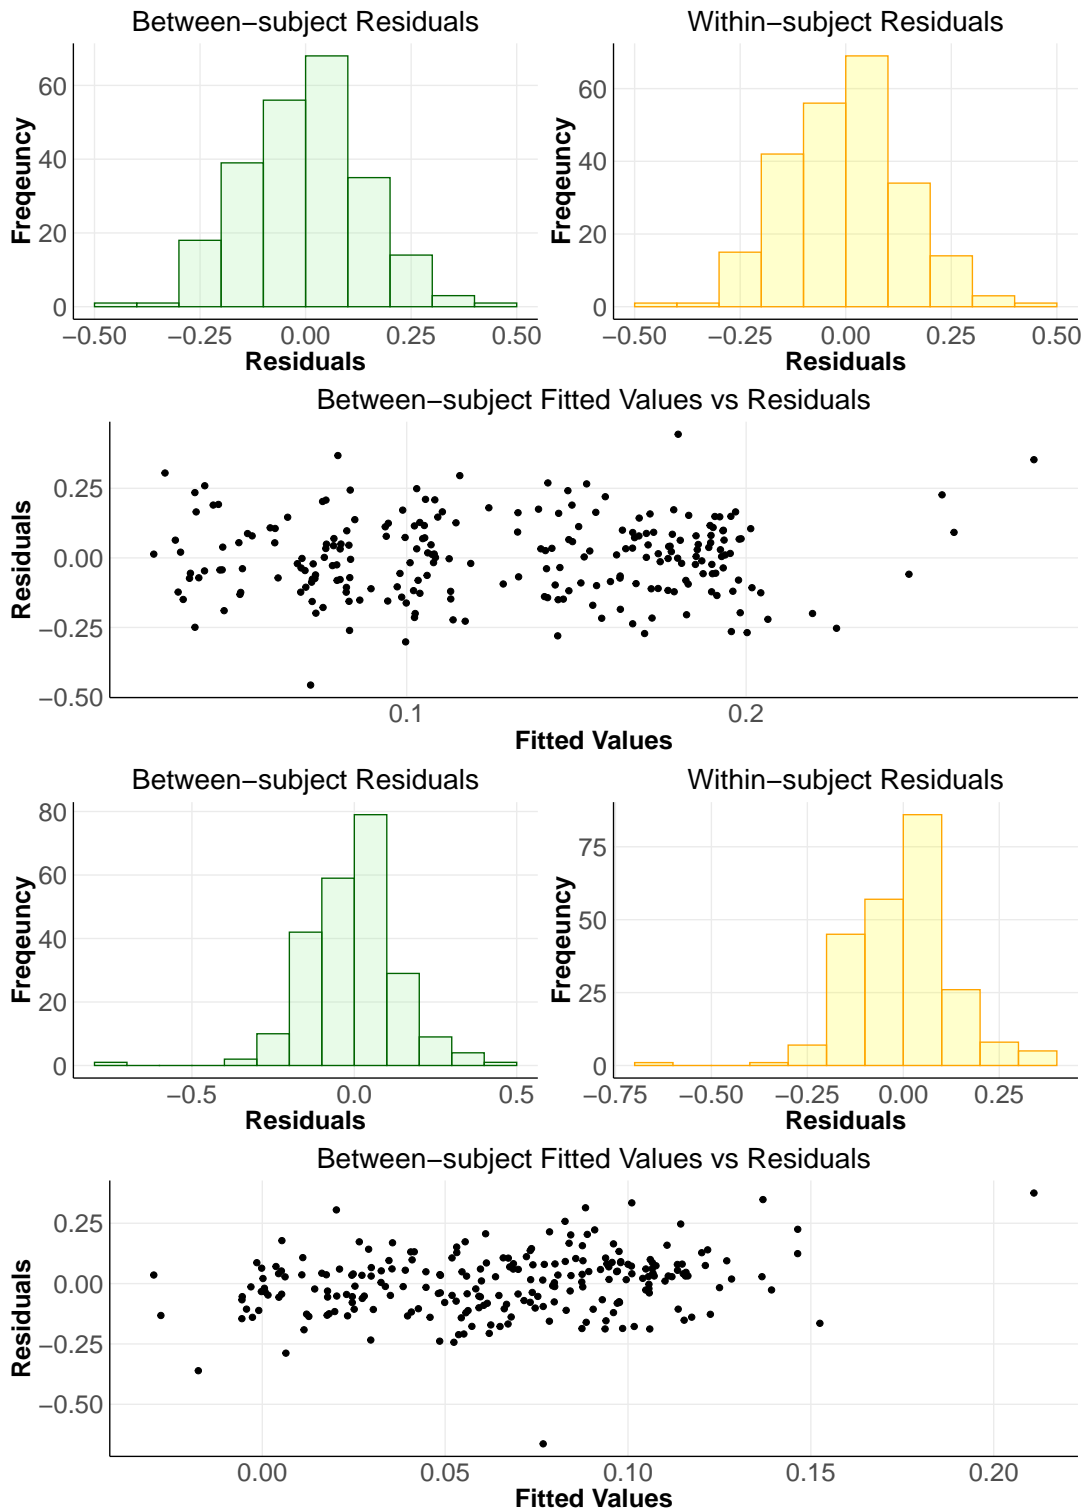 Between−subject Residuals
Within−subject Residuals
Freqeuncy
60
40
20
0
−0.50 −0.25 0.00 0.25 0.50
Residuals
Freqeuncy
60
40
20
0
−0.50 −0.25 0.00 0.25 0.50
Residuals
Between−subject Fitted Values vs Residuals
Residuals
0.25
0.00
−0.25
−0.50
0.1 0.2
Fitted Values
Between−subject Residuals
Within−subject Residuals
Freqeuncy
80
60
40
20
0
−0.5 0.0 0.5
Residuals
Freqeuncy
75
50
25
0
−0.75 −0.50 −0.25 0.00 0.25
Residuals
Between−subject Fitted Values vs Residuals
Residuals
0.25
0.00
−0.25
−0.50
0.00 0.05 0.10 0.15 0.20
Fitted Values